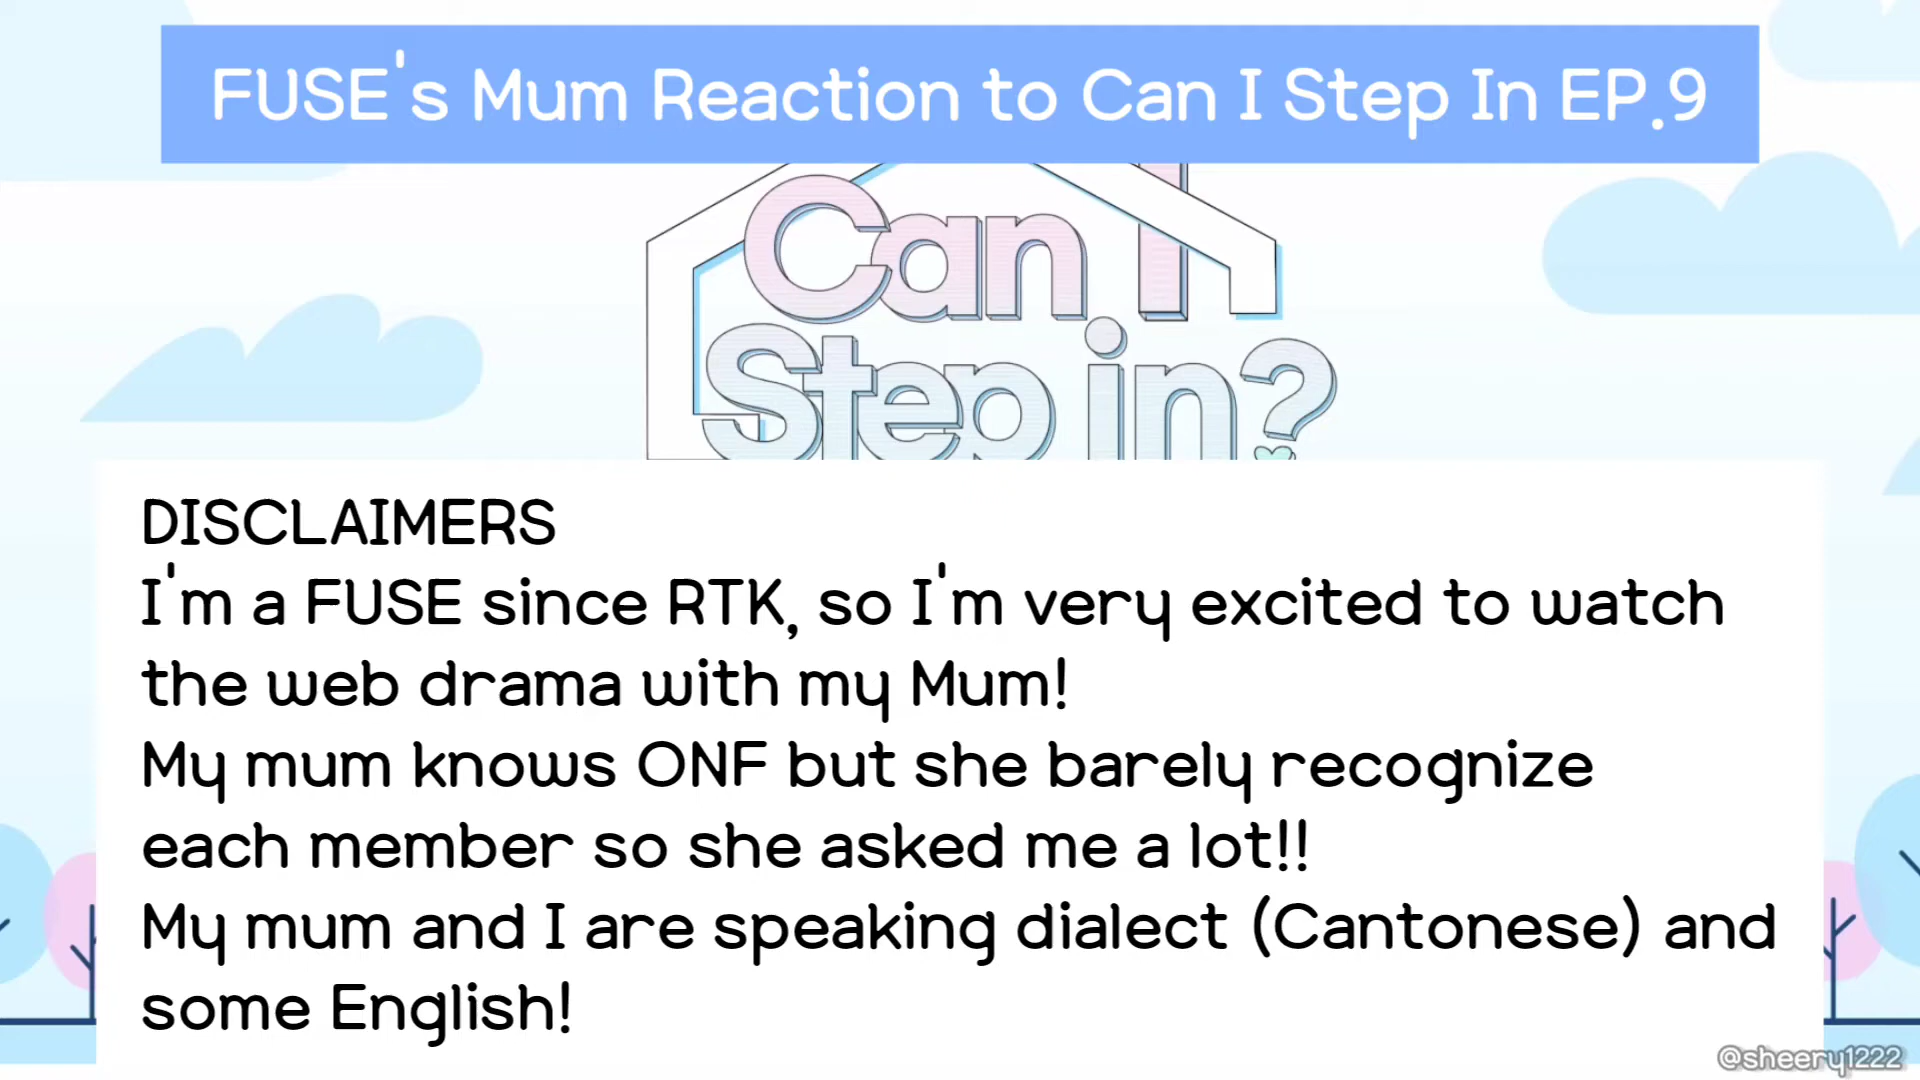 FUSE's Mum Reaction to Can I Step In EP.9
Can I
Step in?
DISCLAIMERS
I'm a FUSE since RTK, so I'm very excited to watch
the web drama with my Mum!
My mum knows ONF but she barely recognize
each member so she asked me a lot!!
My mum and I are speaking dialect (Cantonese) and
some English!
@sheery1222